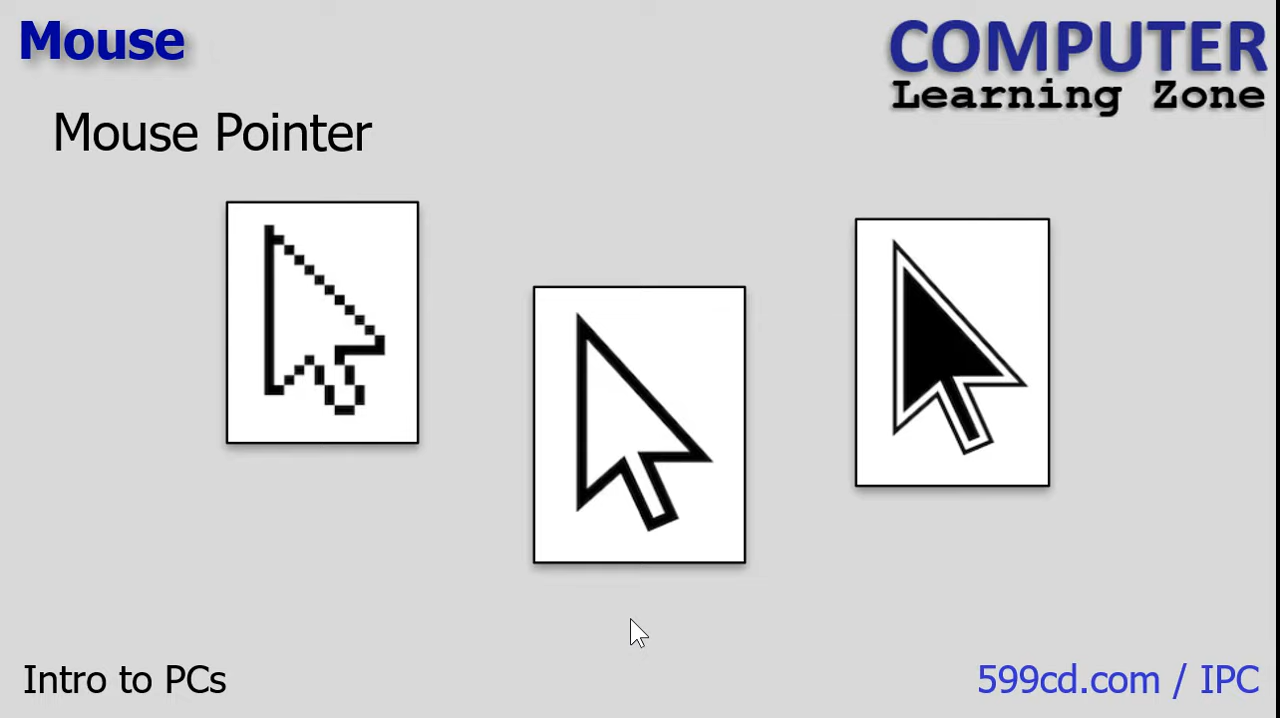 Mouse
COMPUTER
Learning Zone
Mouse Pointer
Intro to PCs
599cd.com / IPC